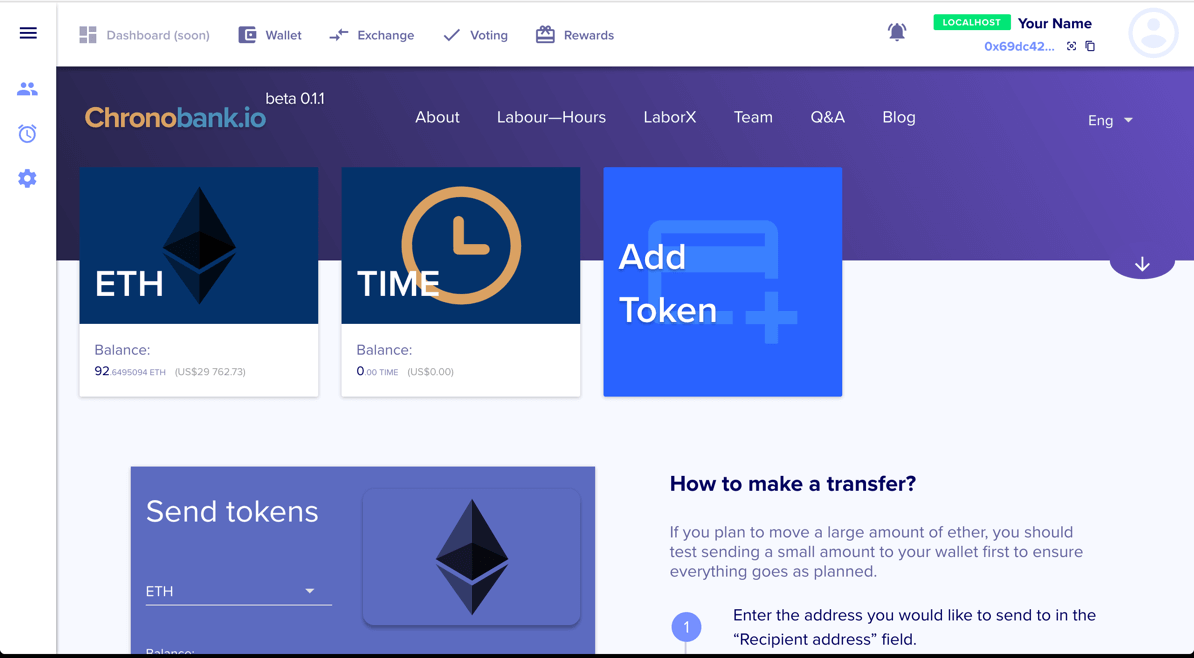 Dashboard (soon) Wallet Exchange Voting Rewards
LOCALHOST Your Name
0x69dc42...
Chronobank.io beta 0.1.1
About Labour—Hours LaborX Team Q&A Blog
Eng
ETH
Balance:
92.6495094 ETH (US$29 762.73)
TIME
Balance:
0.00 TIME (US$0.00)
Add
Token
Send tokens
ETH
Balance:
How to make a transfer?
If you plan to move a large amount of ether, you should
test sending a small amount to your wallet first to ensure
everything goes as planned.
1
Enter the address you would like to send to in the
“Recipient address” field.